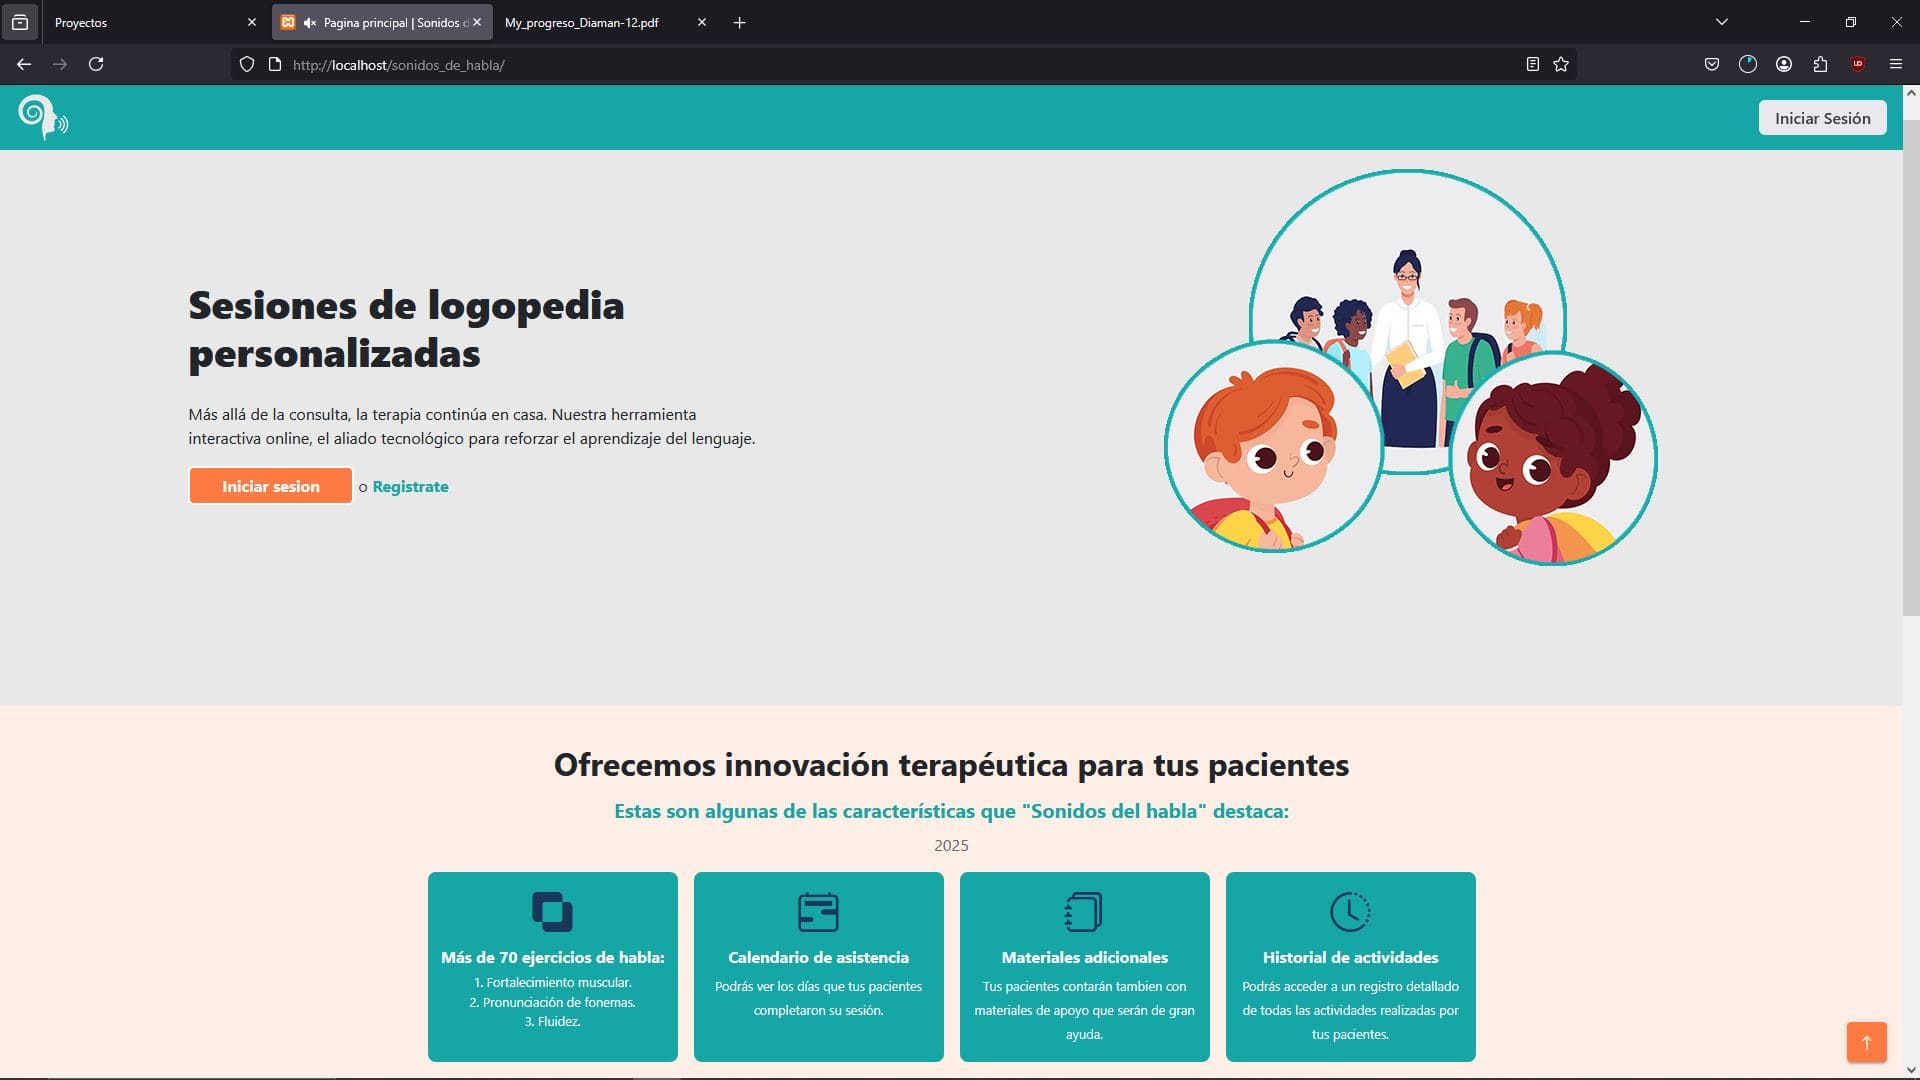 Proyectos
Pagina principal | Sonidos d
My_progreso_Diaman-12.pdf
http://localhost/sonidos_de_habla/
Iniciar Sesión
Sesiones de logopedia
personalizadas
Más allá de la consulta, la terapia continúa en casa. Nuestra herramienta
interactiva online, el aliado tecnológico para reforzar el aprendizaje del lenguaje.
Iniciar sesion o Registrate
Ofrecemos innovación terapéutica para tus pacientes
Estas son algunas de las características que "Sonidos del habla" destaca:
2025
Más de 70 ejercicios de habla:
1. Fortalecimiento muscular.
2. Pronunciación de fonemas.
3. Fluidez.
Calendario de asistencia
Podrás ver los días que tus pacientes
completaron su sesión.
Materiales adicionales
Tus pacientes contarán tambien con
materiales de apoyo que serán de gran
ayuda.
Historial de actividades
Podrás acceder a un registro detallado
de todas las actividades realizadas por
tus pacientes.